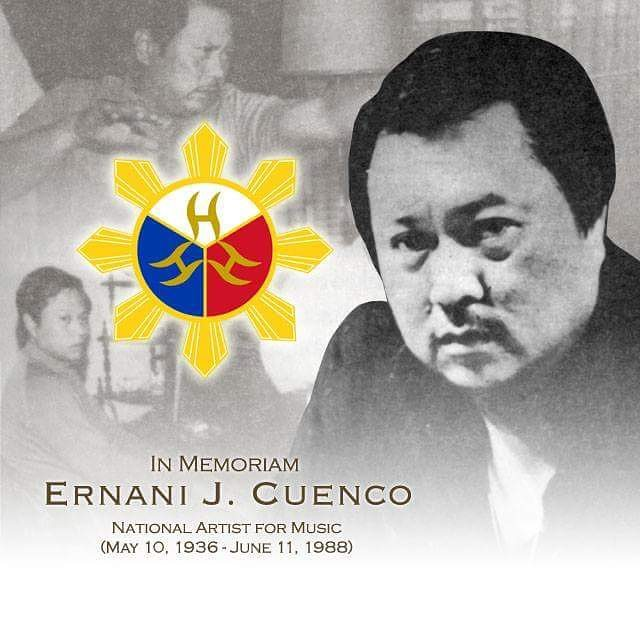 In Memoriam
Ernani J. Cuenco
National Artist for Music
(May 10, 1936 - June 11, 1988)